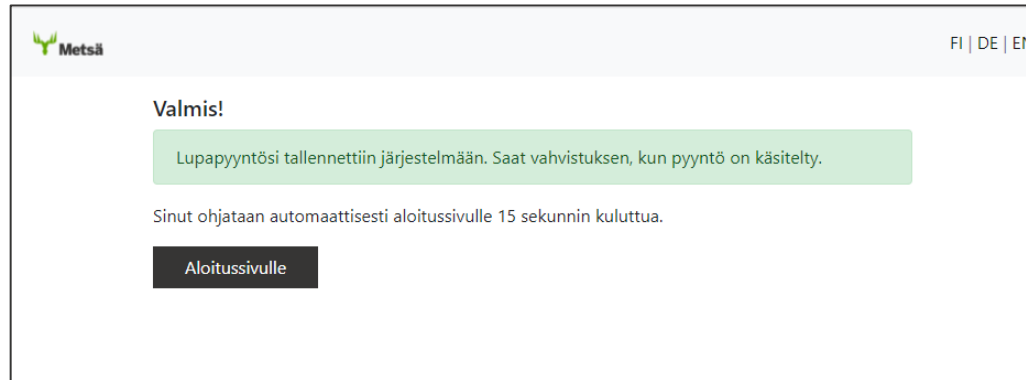 Metsä
FI | DE | EN
Valmis!
Lupapyyntösi tallennettiin järjestelmään. Saat vahvistuksen, kun pyyntö on käsitelty.
Sinut ohjataan automaattisesti aloitussivulle 15 sekunnin kuluttua.
Aloitussivulle